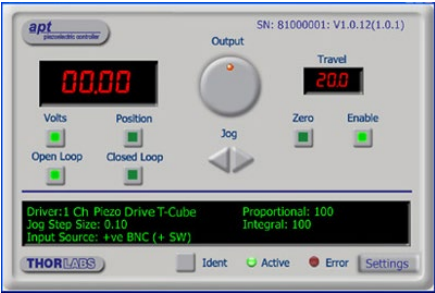 apt
piezoelectric controller
SN: 81000001: V1.0.12(1.0.1)
Output
Travel
00.00
20.0
Volts
Position
Zero
Enable
Jog
Open Loop
Closed Loop
Driver:1 Ch Piezo Drive T-Cube
Proportional: 100
Jog Step Size: 0.10
Integral: 100
Input Source: +ve BNC (+ SW)
THORLABS
Ident
Active
Error
Settings